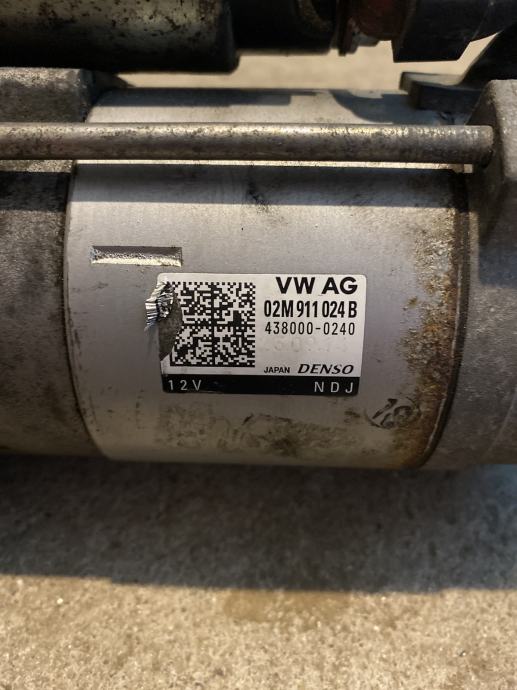 VW AG
02M 911 024 B
438000-0240
JAPAN DENSO
12V NDJ